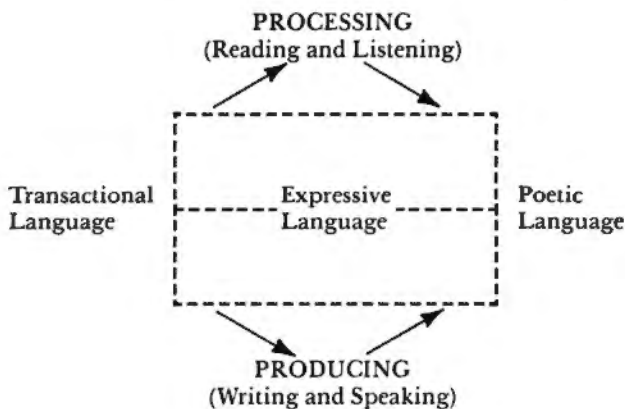 PROCESSING
(Reading and Listening)
Transactional
Language
Expressive
Language
Poetic
Language
PRODUCING
(Writing and Speaking)